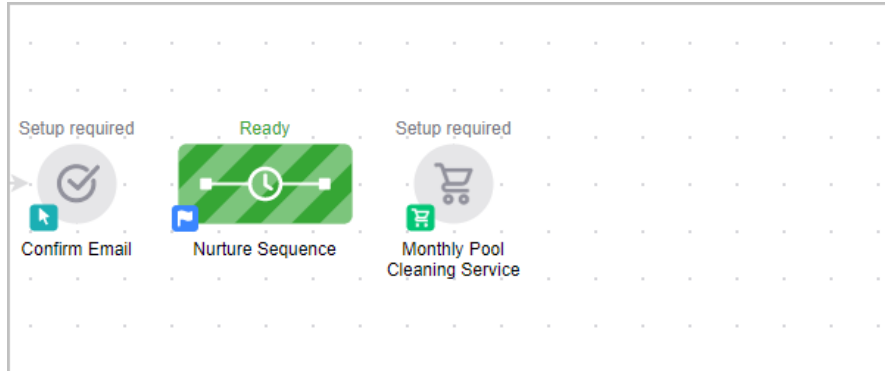 Setup required
Ready
Setup required
Confirm Email
Nurture Sequence
Monthly Pool
Cleaning Service